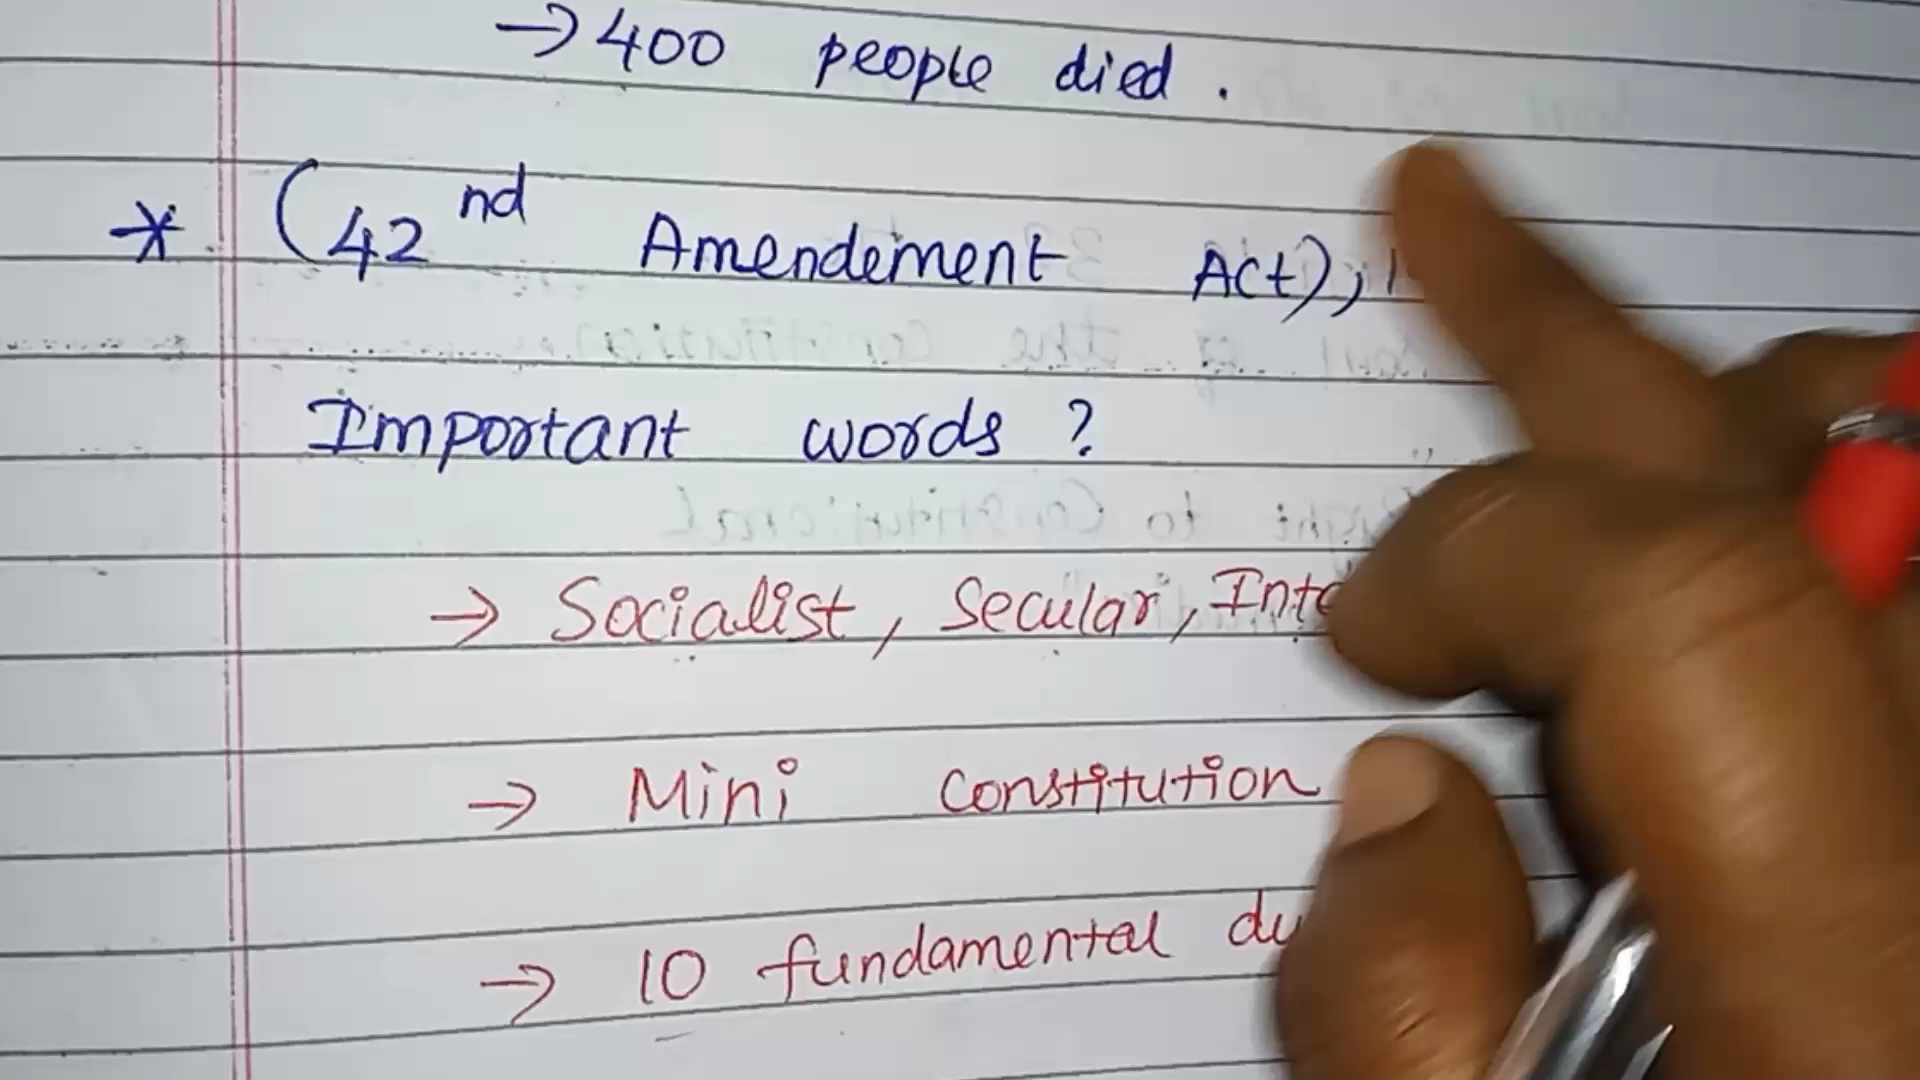 → 400 people died.
* (42nd Amendement Act),
Important words ?
→ Socialist, Secular,
→ Mini Constitution
→ 10 fundamental